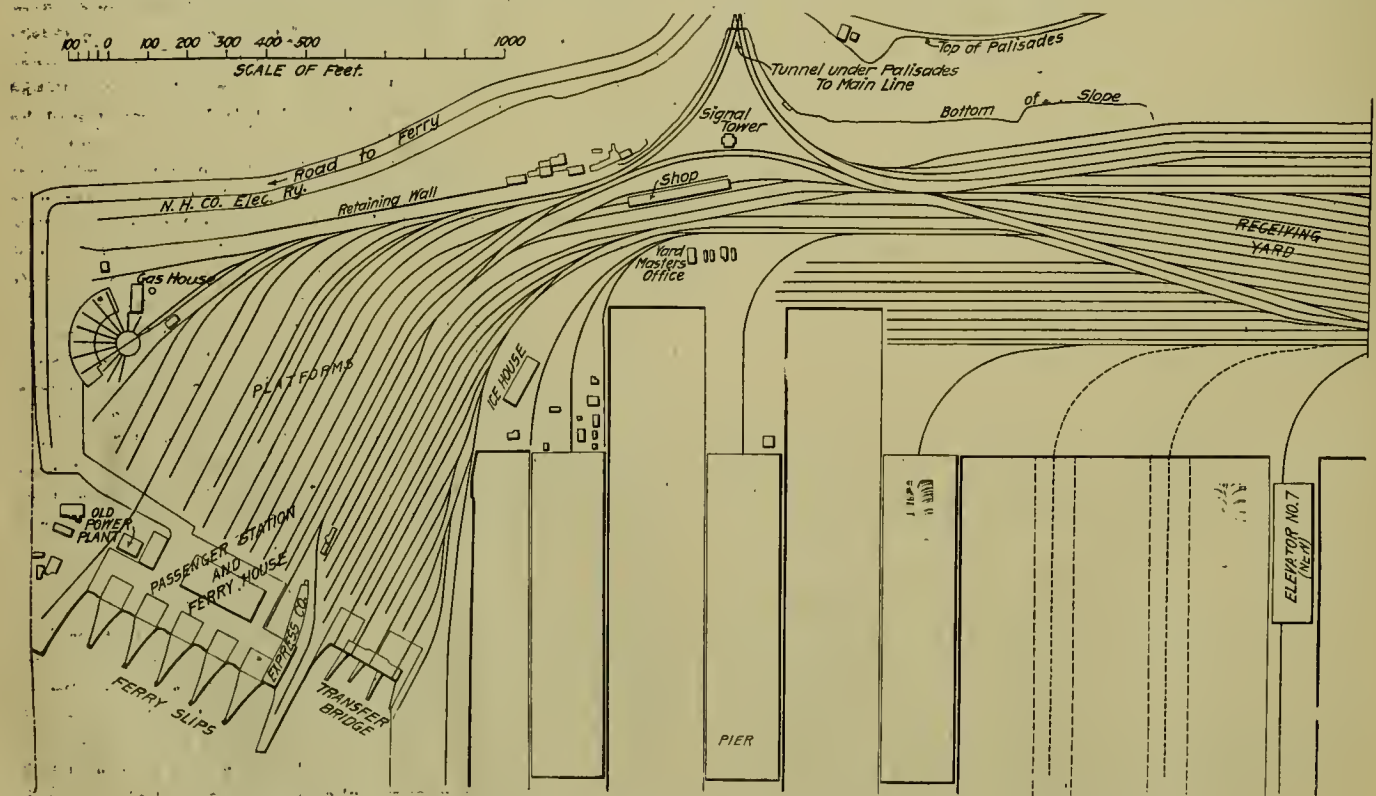 100 0 100 200 300 400 500 1000
SCALE OF Feet.
Top of Palisades
Tunnel under Palisades
To Main Line
Bottom of Slope
Signal
Tower
Road to Ferry
N.H. CO. Elec. Ry.
Retaining Wall
Shop
RECEIVING
YARD
Yard
Masters
Office
Gas House
PLATFORMS
ICE HOUSE
OLD
POWER
PLANT
PASSENGER STATION
AND
FERRY HOUSE
EXPRESS CO.
FERRY SLIPS
TRANSFER
BRIDGE
PIER
ELEVATOR NO.7
(NEW)